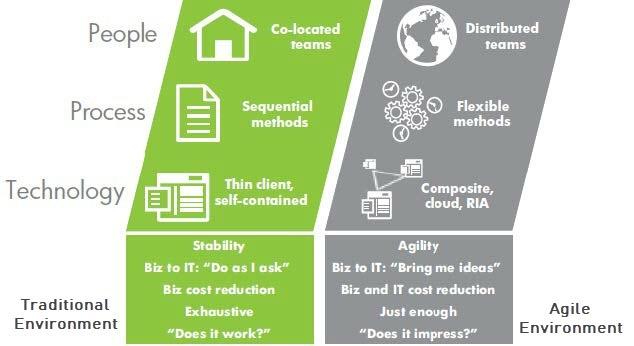 People
Co-located
teams
Distributed
teams
Process
Sequential
methods
Flexible
methods
Technology
Thin client,
self-contained
Composite,
cloud, RIA
Stability
Biz to IT: “Do as I ask”
Biz cost reduction
Exhaustive
“Does it work?”
Agility
Biz to IT: “Bring me ideas”
Biz and IT cost reduction
Just enough
“Does it impress?”
Traditional
Environment
Agile
Environment